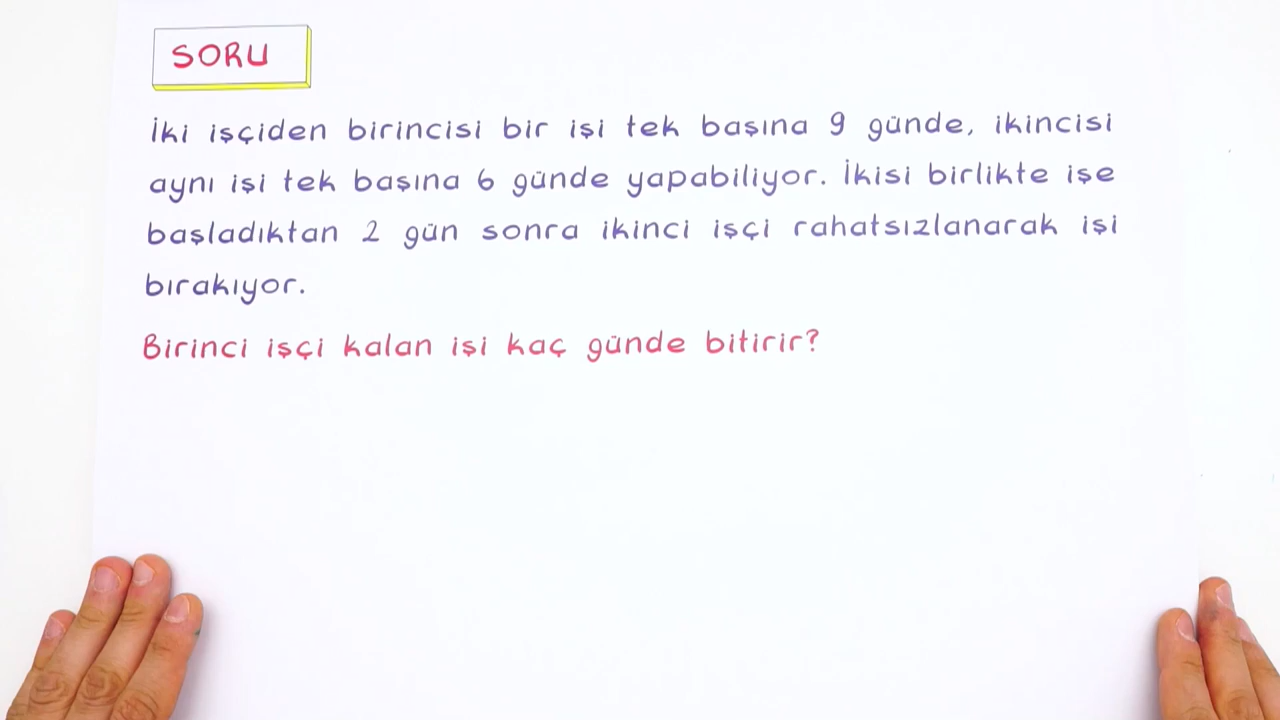 SORU
İki işçiden birincisi bir işi tek başına 9 günde, ikincisi
aynı işi tek başına 6 günde yapabiliyor. İkisi birlikte işe
başladıktan 2 gün sonra ikinci işçi rahatsızlanarak işi
bırakıyor.
Birinci işçi kalan işi kaç günde bitirir?